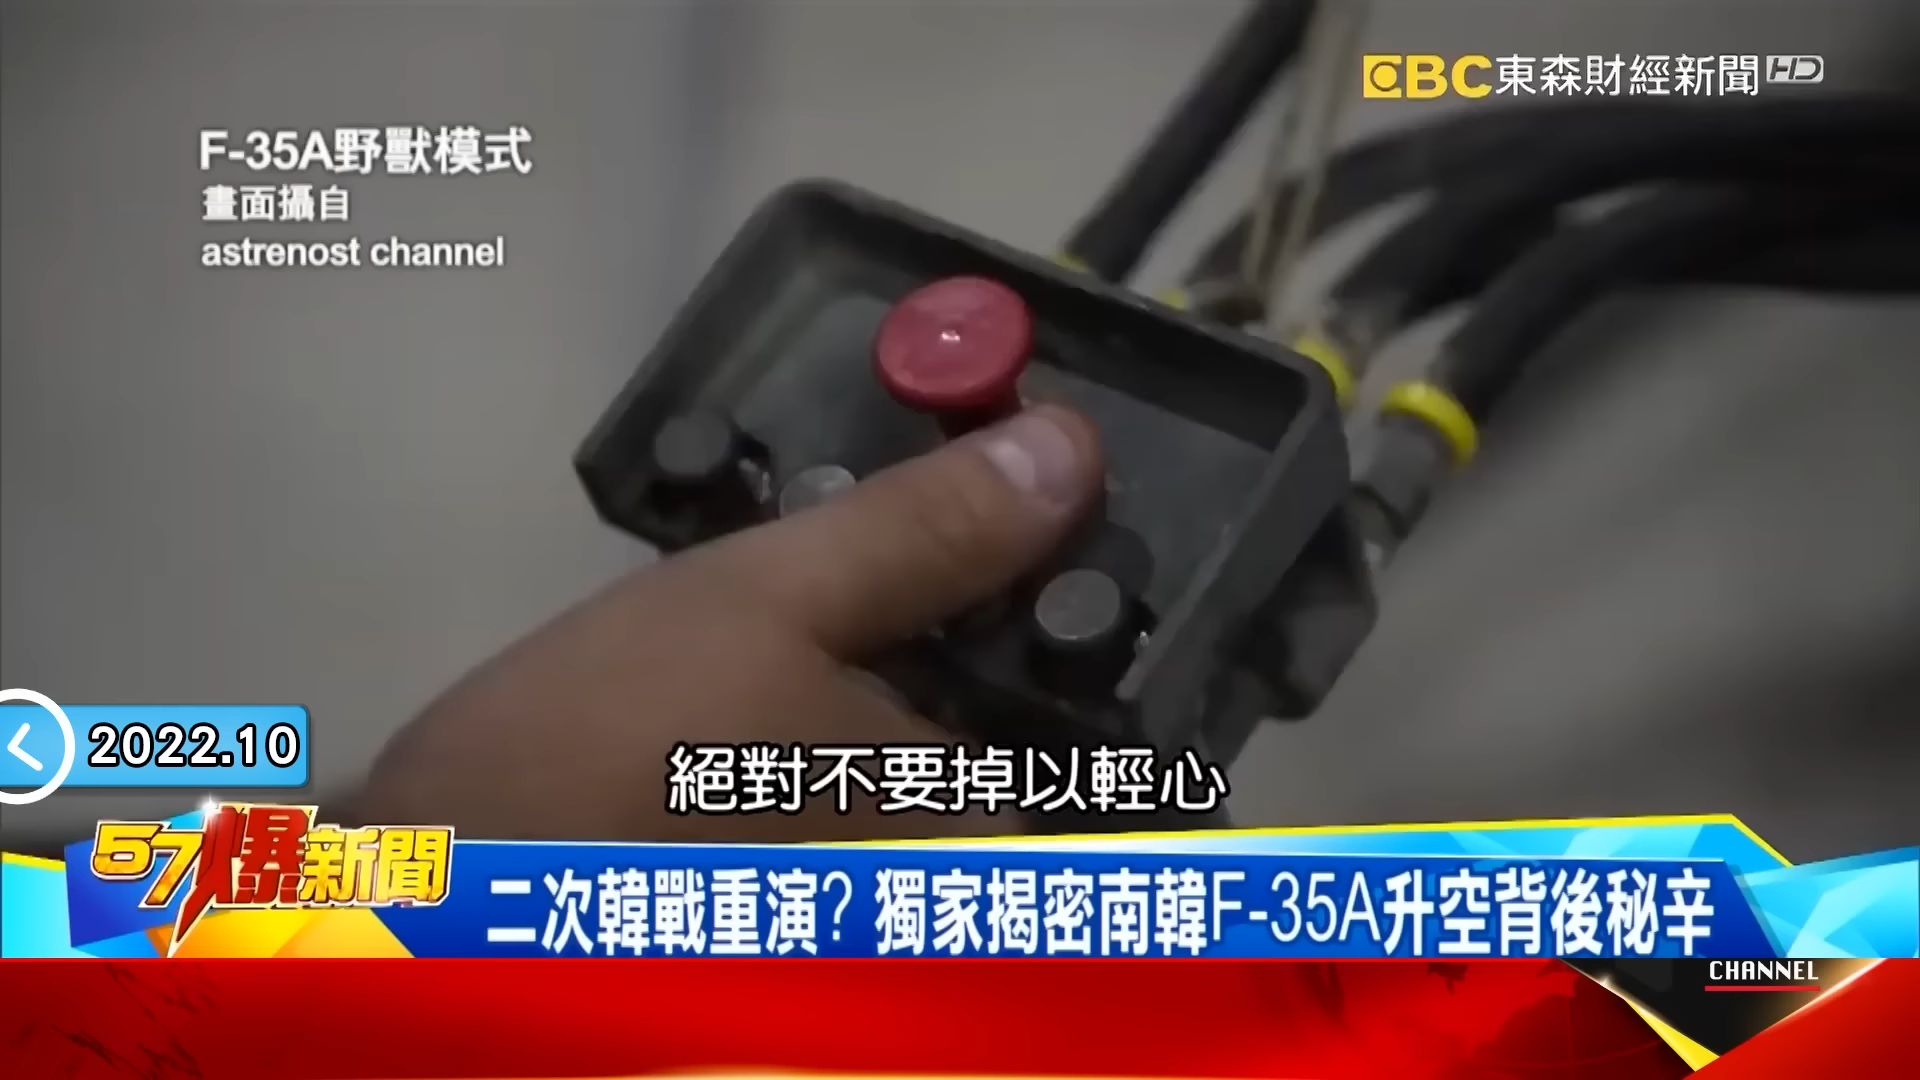 EBC東森財經新聞HD
F-35A野獸模式
畫面攝自
astrenost channel
2022.10
絕對不要掉以輕心
57爆新聞
二次韓戰重演？獨家揭密南韓F-35A升空背後秘辛
CHANNEL